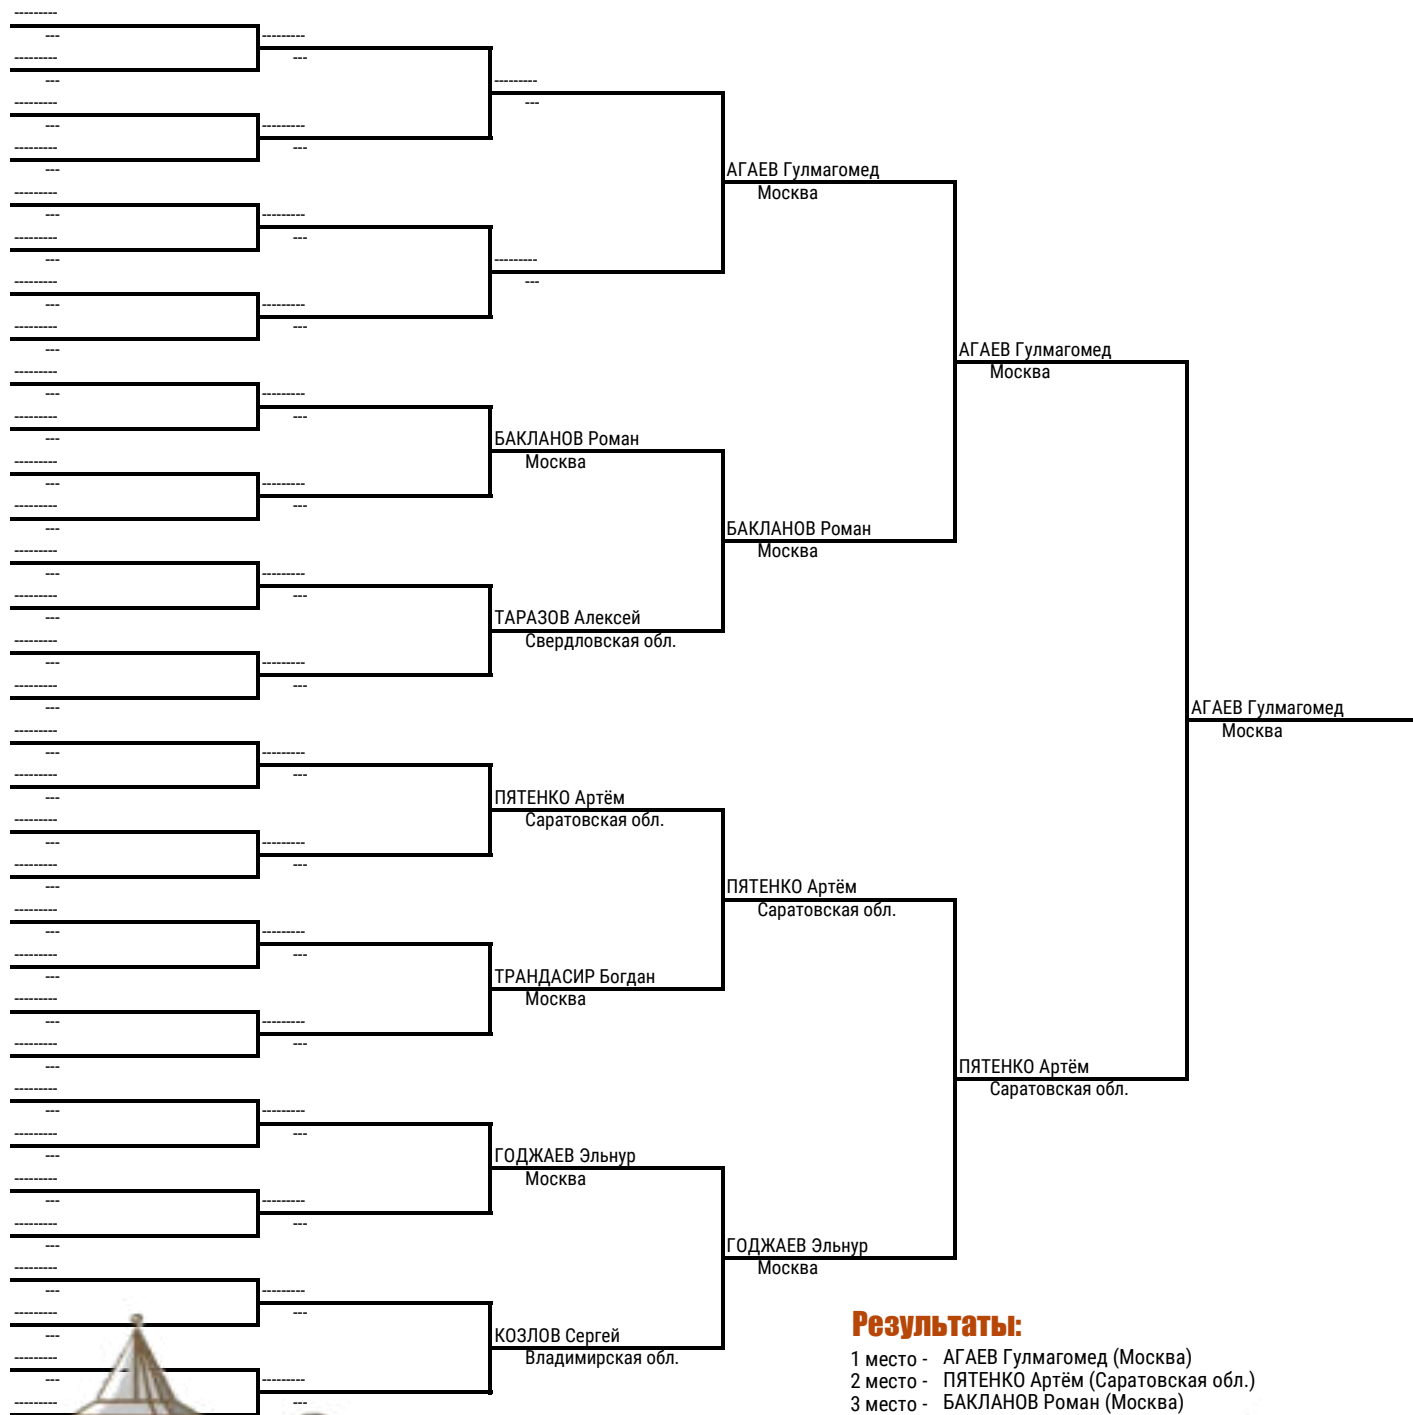 БАКЛАНОВ Роман
Москва
ТАРАЗОВ Алексей
Свердловская обл.
ПЯТЕНКО Артём
Саратовская обл.
ТРАНДАСИР Богдан
Москва
ГОДЖАЕВ Эльнур
Москва
КОЗЛОВ Сергей
Владимирская обл.
АГАЕВ Гулмагомед
Москва
БАКЛАНОВ Роман
Москва
ПЯТЕНКО Артём
Саратовская обл.
ГОДЖАЕВ Эльнур
Москва
АГАЕВ Гулмагомед
Москва
ПЯТЕНКО Артём
Саратовская обл.
АГАЕВ Гулмагомед
Москва
Результаты:
1 место - АГАЕВ Гулмагомед (Москва)
2 место - ПЯТЕНКО Артём (Саратовская обл.)
3 место - БАКЛАНОВ Роман (Москва)